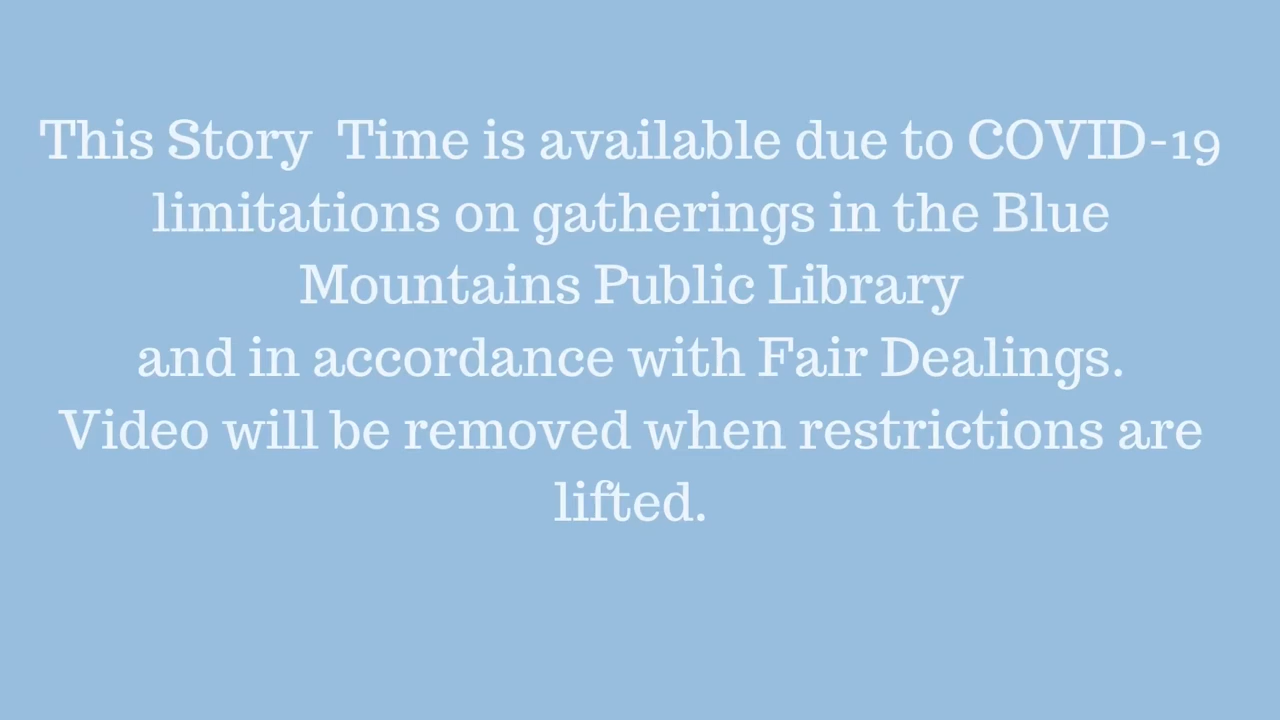 This Story  Time is available due to COVID-19
limitations on gatherings in the Blue
Mountains Public Library
and in accordance with Fair Dealings.
Video will be removed when restrictions are
lifted.